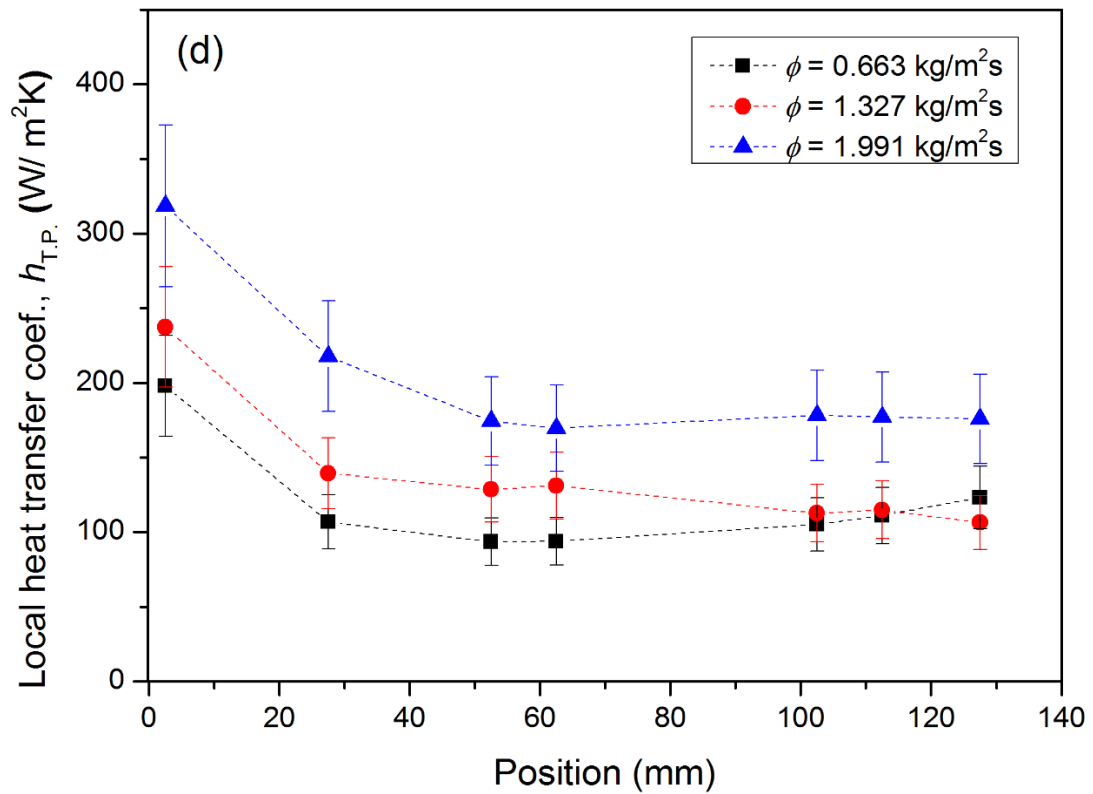 (d)
ϕ = 0.663 kg/m²s
ϕ = 1.327 kg/m²s
ϕ = 1.991 kg/m²s
Local heat transfer coef., h_T.P. (W/ m²K)
400
300
200
100
0
0 20 40 60 80 100 120 140
Position (mm)